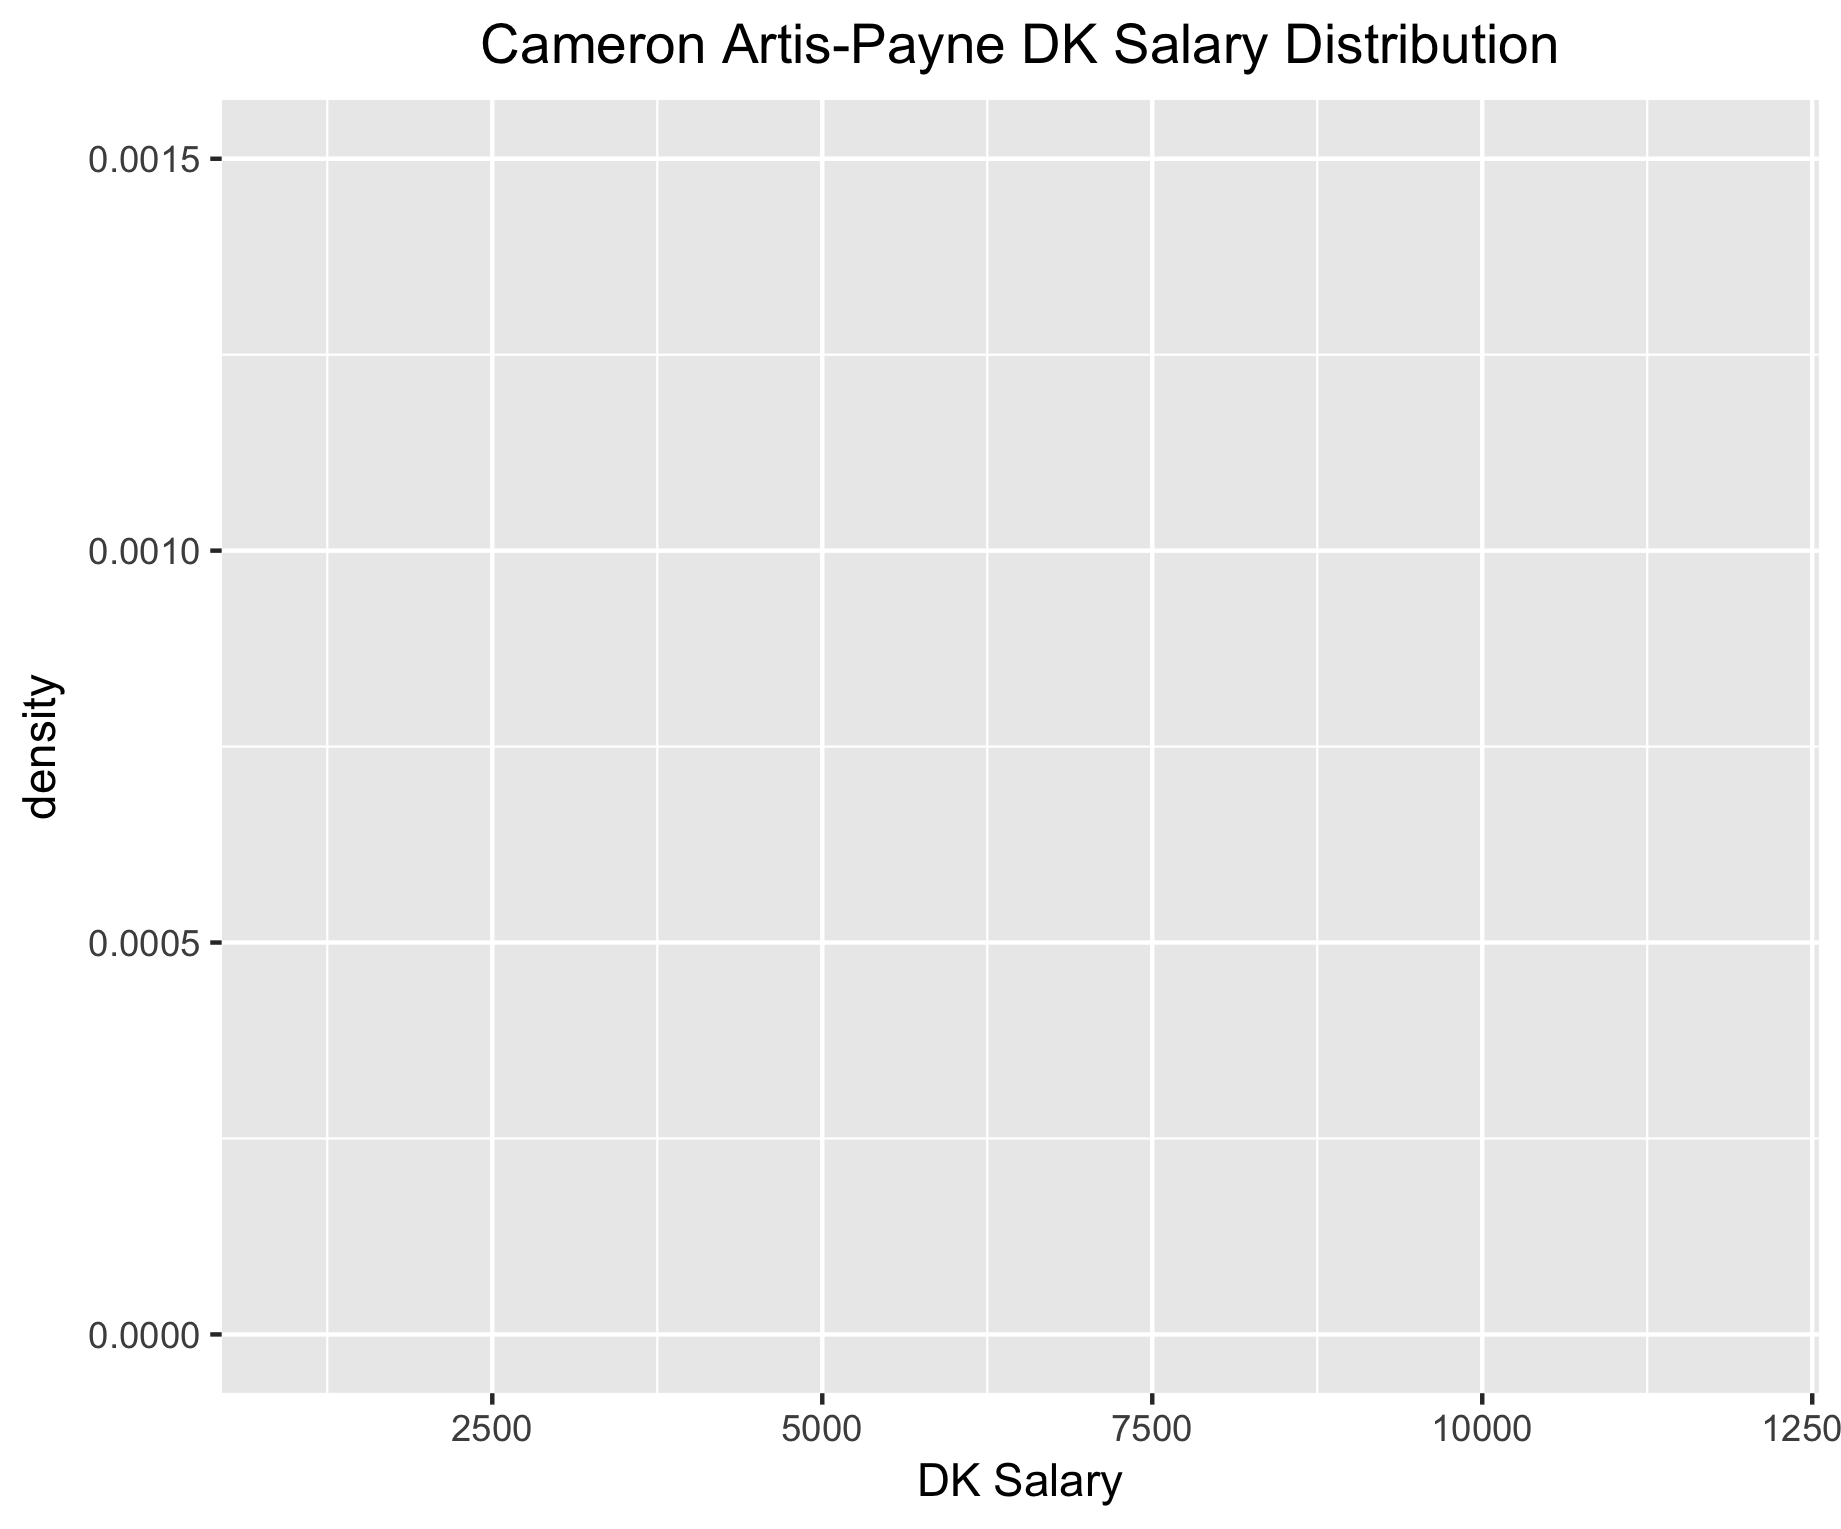 Cameron Artis-Payne DK Salary Distribution
0.0015
0.0010
density
0.0005
0.0000
2500 5000 7500 10000 1250
DK Salary